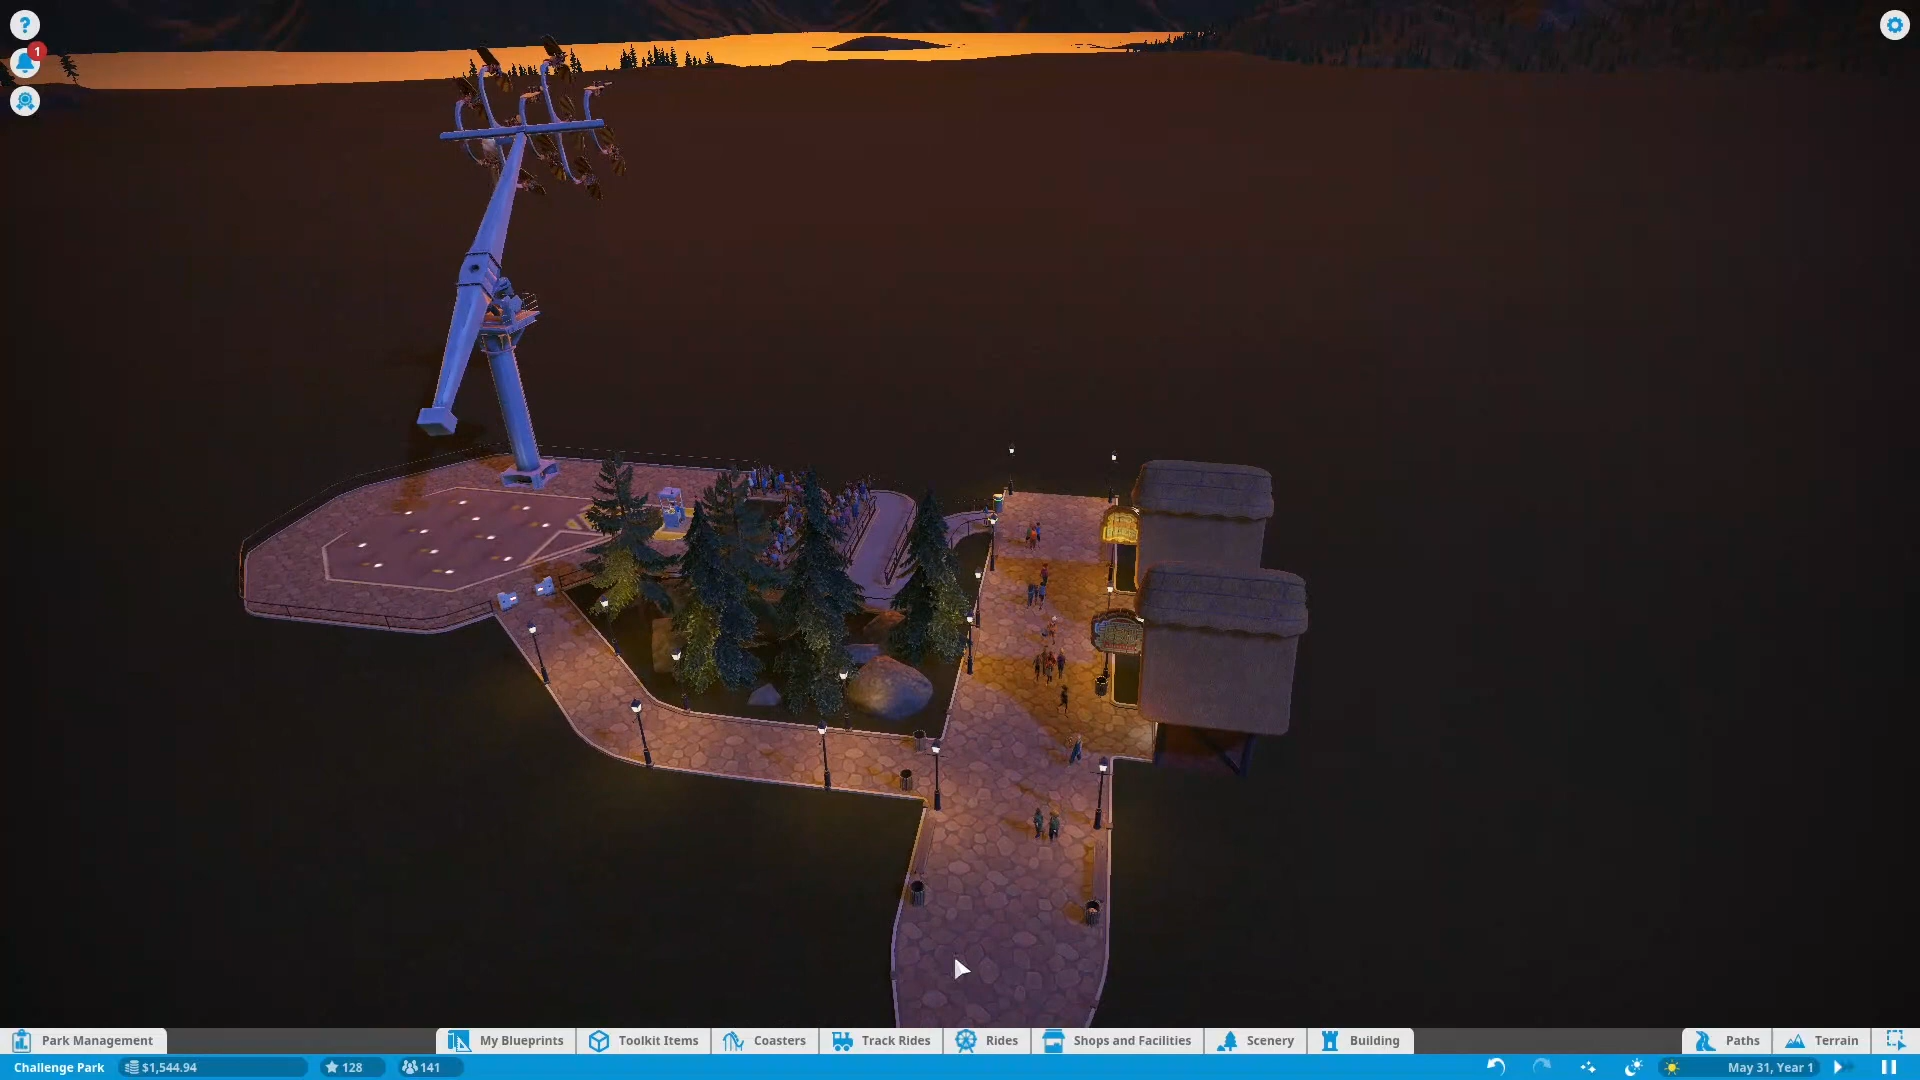 ?
1
Park Management
My Blueprints
Toolkit Items
Coasters
Track Rides
Rides
Shops and Facilities
Scenery
Building
Paths
Terrain
Challenge Park
$1,544.94
128
141
May 31, Year 1